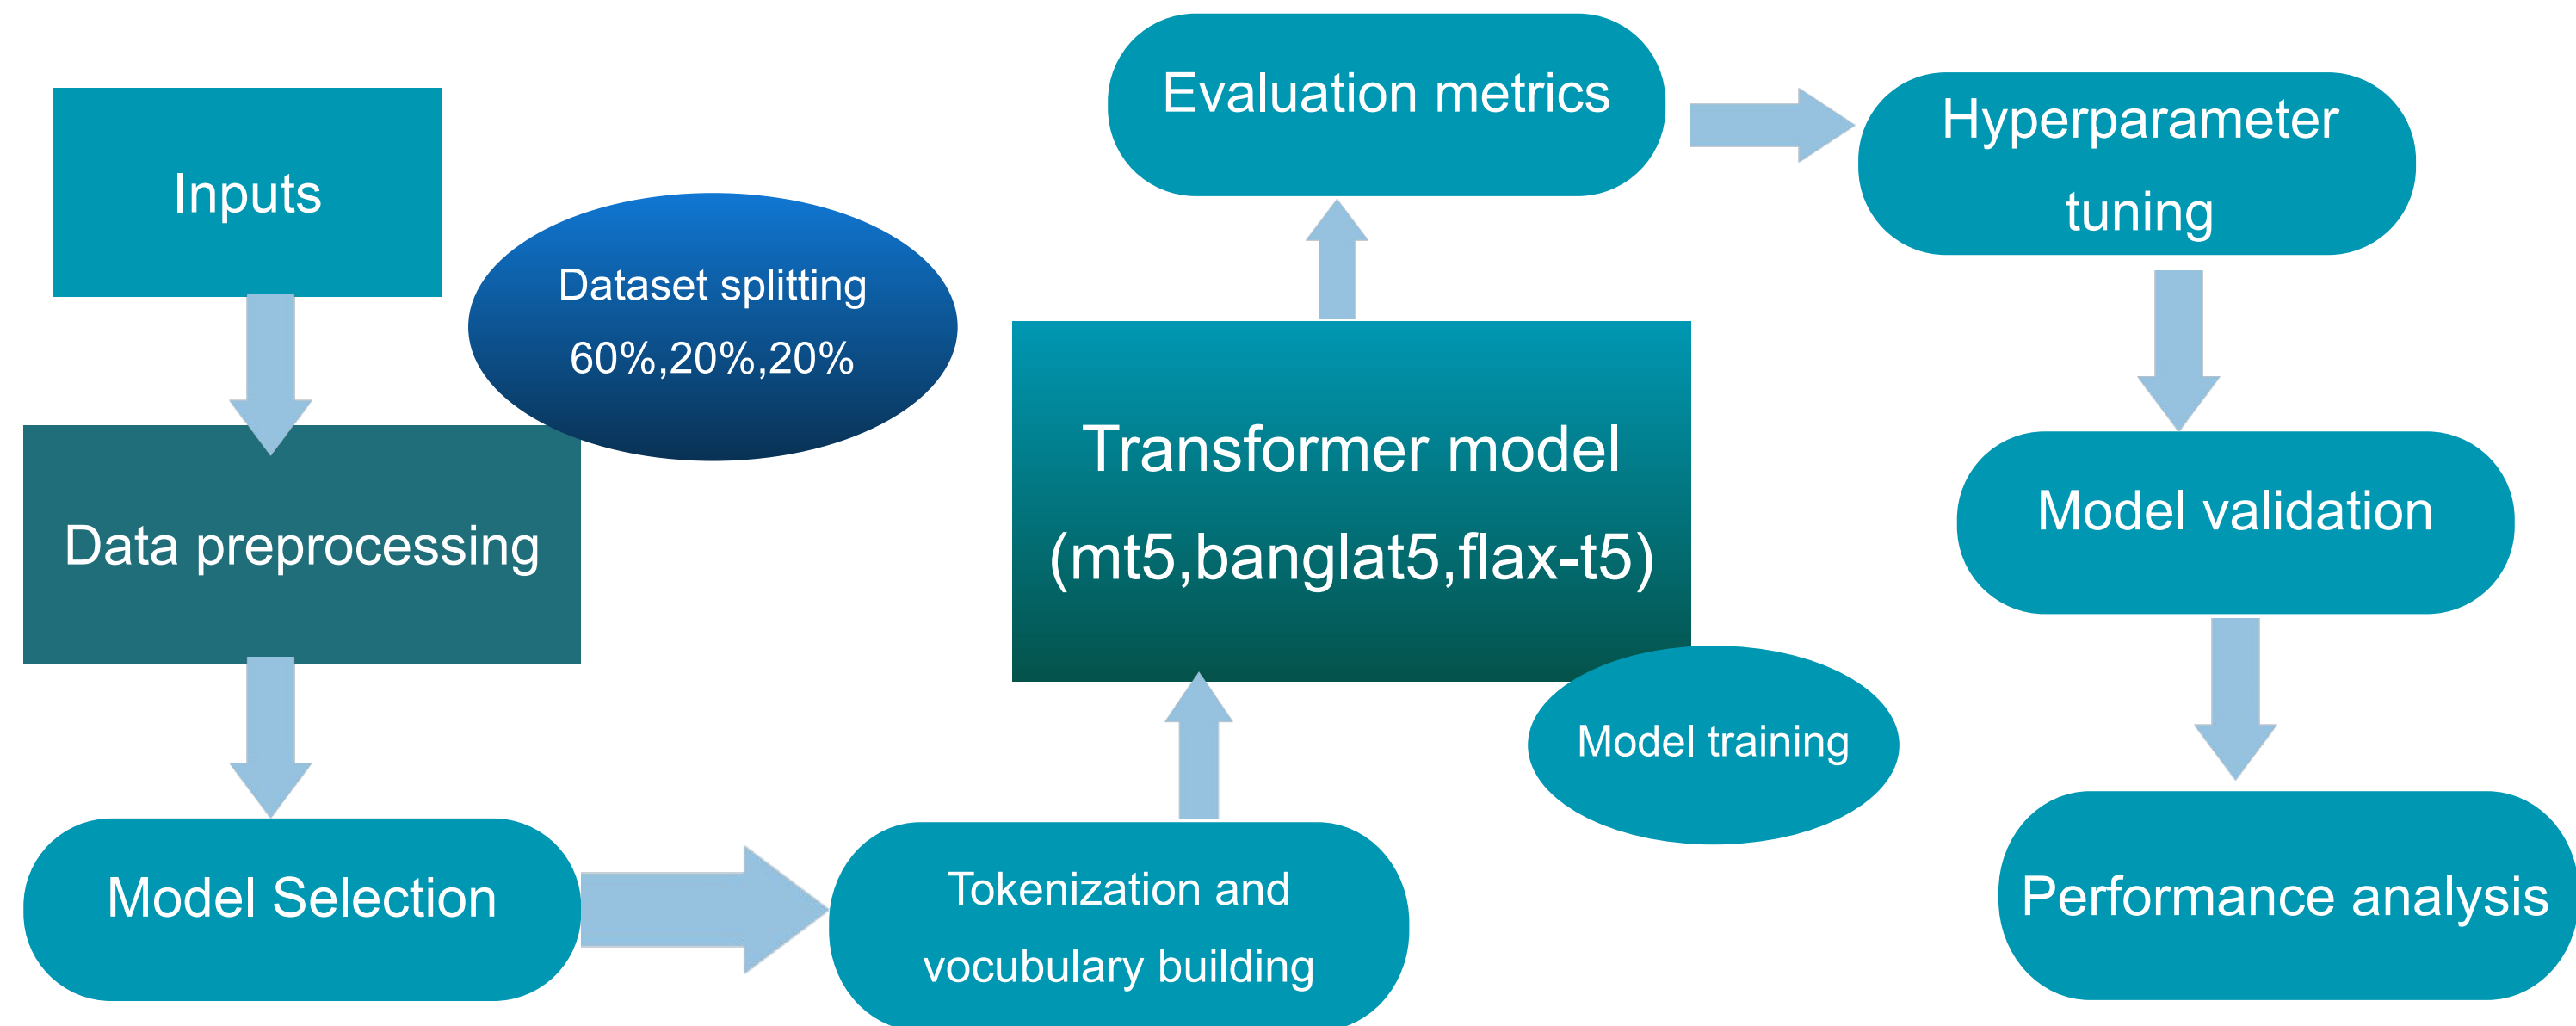 Inputs
Dataset splitting
60%,20%,20%
Data preprocessing
Model Selection
Tokenization and
vocubulary building
Transformer model
(mt5,banglat5,flax-t5)
Model training
Evaluation metrics
Hyperparameter
tuning
Model validation
Performance analysis